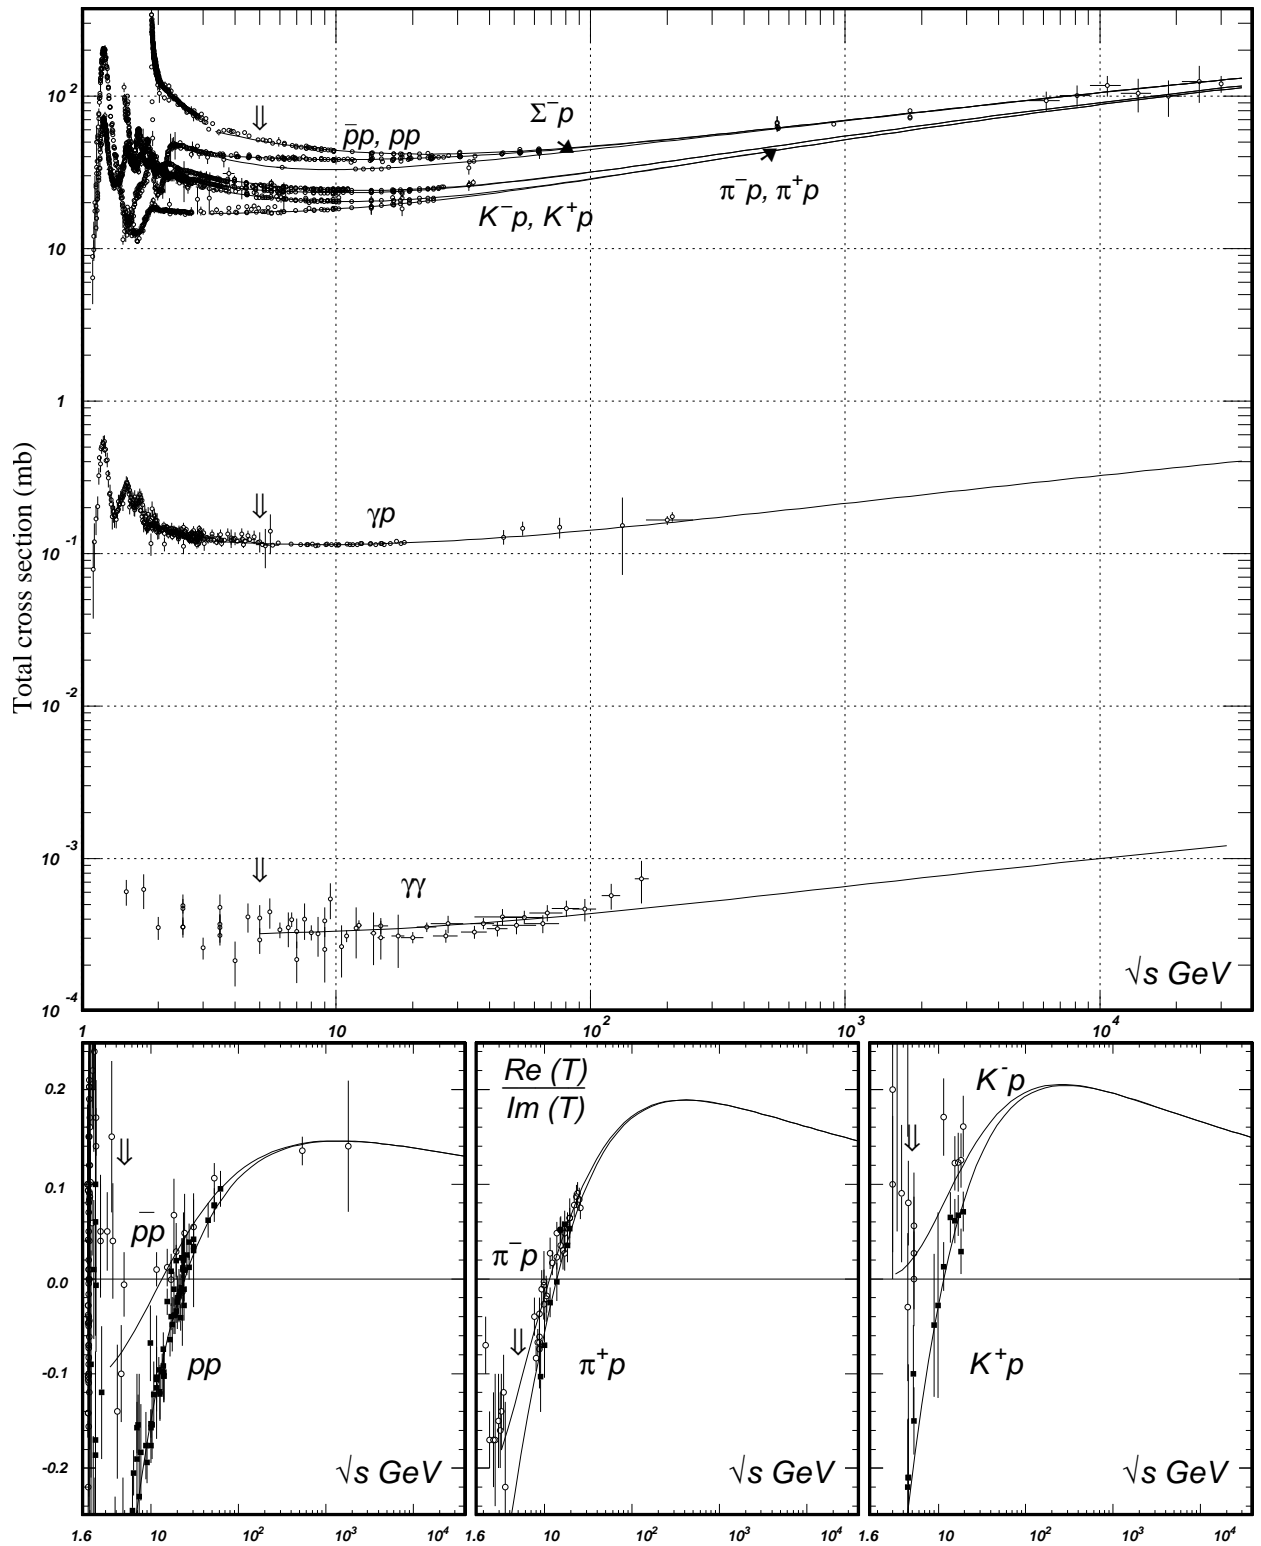 10²
⇓
Σ⁻p
p̄p, pp
π⁻p, π⁺p
K⁻p, K⁺p
10
1
Total cross section (mb)
⇓
γp
10⁻¹
10⁻²
10⁻³
⇓
γγ
√s GeV
10⁻⁴
1 10 10² 10³ 10⁴
0.2
0.1
0.0
-0.1
-0.2
⇓
p̄p
pp
√s GeV
1.6 10 10² 10³ 10⁴
Re (T)
Im (T)
π⁻p
⇓
π⁺p
√s GeV
1.6 10 10² 10³ 10⁴
K⁻p
⇓
K⁺p
√s GeV
1.6 10 10² 10³ 10⁴